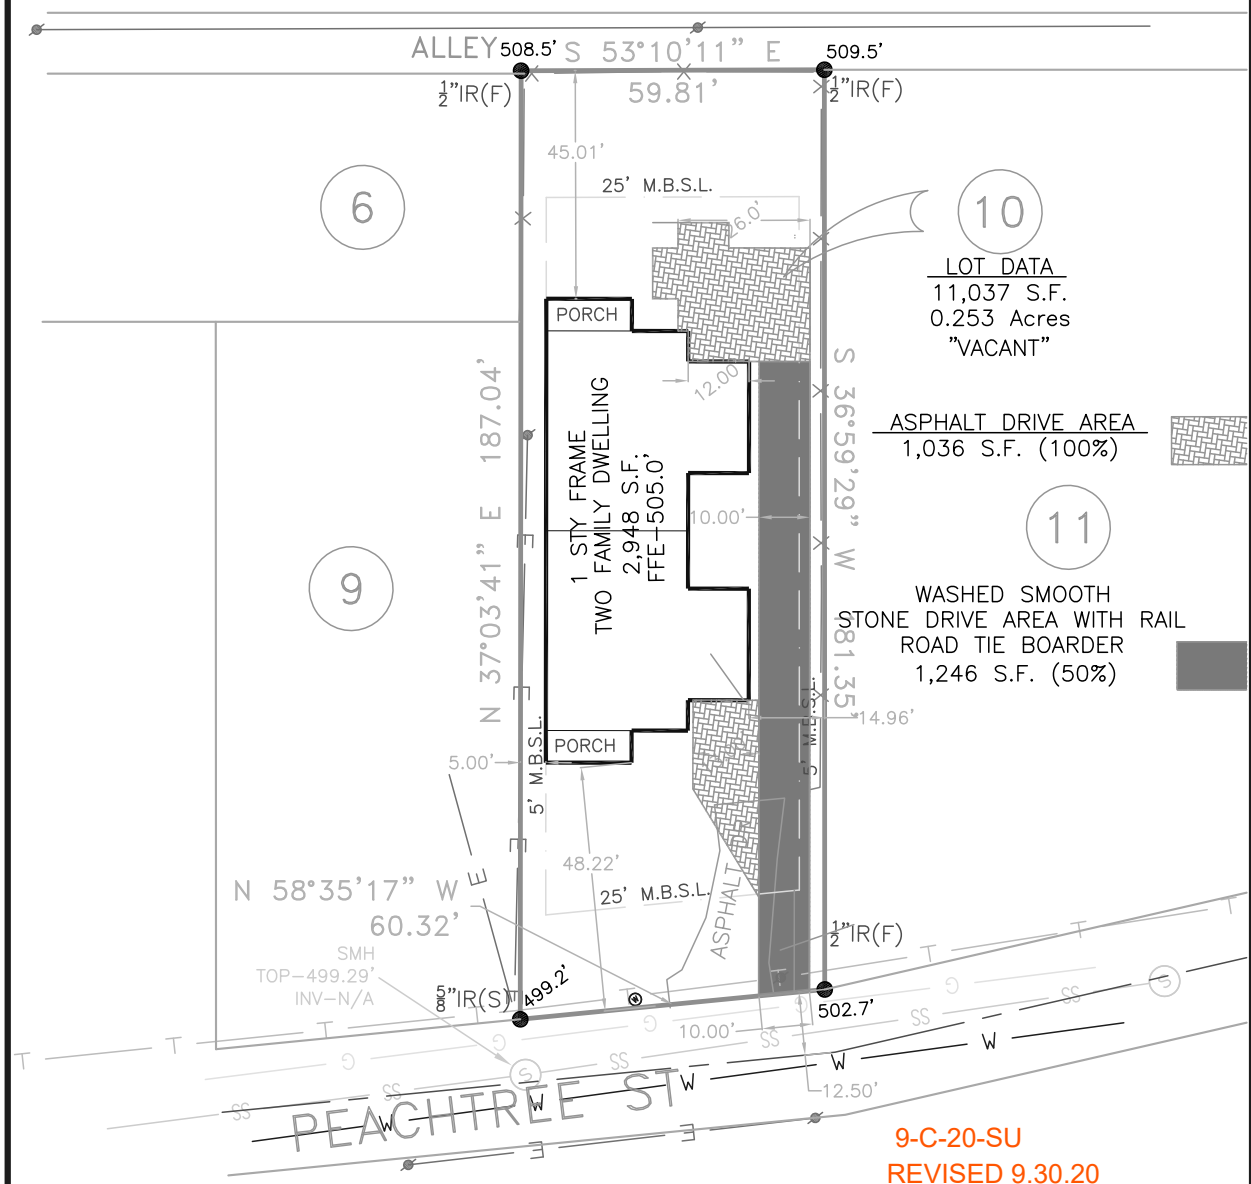 ALLEY
508.5'
S 53°10'11" E
509.5'
1/2"IR(F)
59.81'
1/2"IR(F)
45.01'
25' M.B.S.L.
6
26.0'
10
LOT DATA
11,037 S.F.
0.253 Acres
"VACANT"
PORCH
12.00
N 37°03'41" E 187.04'
S 36°59'29" W 181.35'
1 STY FRAME
TWO FAMILY DWELLING
2,948 S.F.
FFE-505.0'
ASPHALT DRIVE AREA
1,036 S.F. (100%)
10.00'
11
9
E
WASHED SMOOTH
STONE DRIVE AREA WITH RAIL
ROAD TIE BOARDER
1,246 S.F. (50%)
E
14.96'
5' M.B.S.L.
5' M.B.S.L.
PORCH
5.00'
E
E
48.22'
25' M.B.S.L.
ASPHALT
N 58°35'17" W
60.32'
1/2"IR(F)
SMH
TOP-499.29'
INV-N/A
5/8"IR(S)
499.2'
502.7'
10.00'
12.50'
T T T T T T T
G G G G
SS SS SS SS SS
S
S
W W W W W
PEACHTREE ST
E E
9-C-20-SU
REVISED 9.30.20